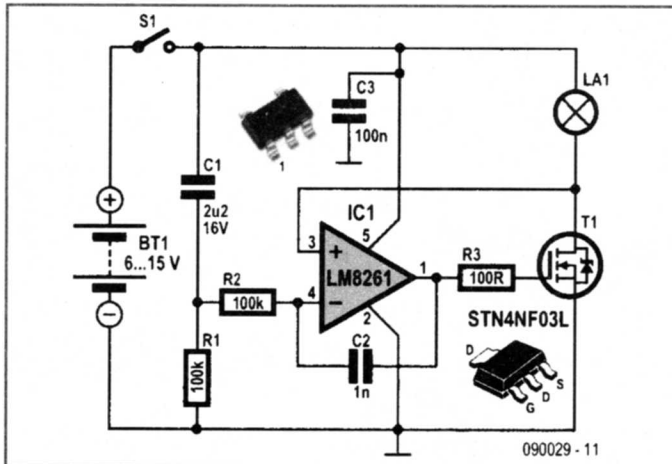 S1
LA1
C3
100n
1
C1
2u2
16V
IC1
T1
+
BT1
6...15 V
–
3
+
5
LM8261
1
R3
100R
R2
100k
4
–
2
STN4NF03L
C2
1n
R1
100k
D
S
D
G
090029 - 11